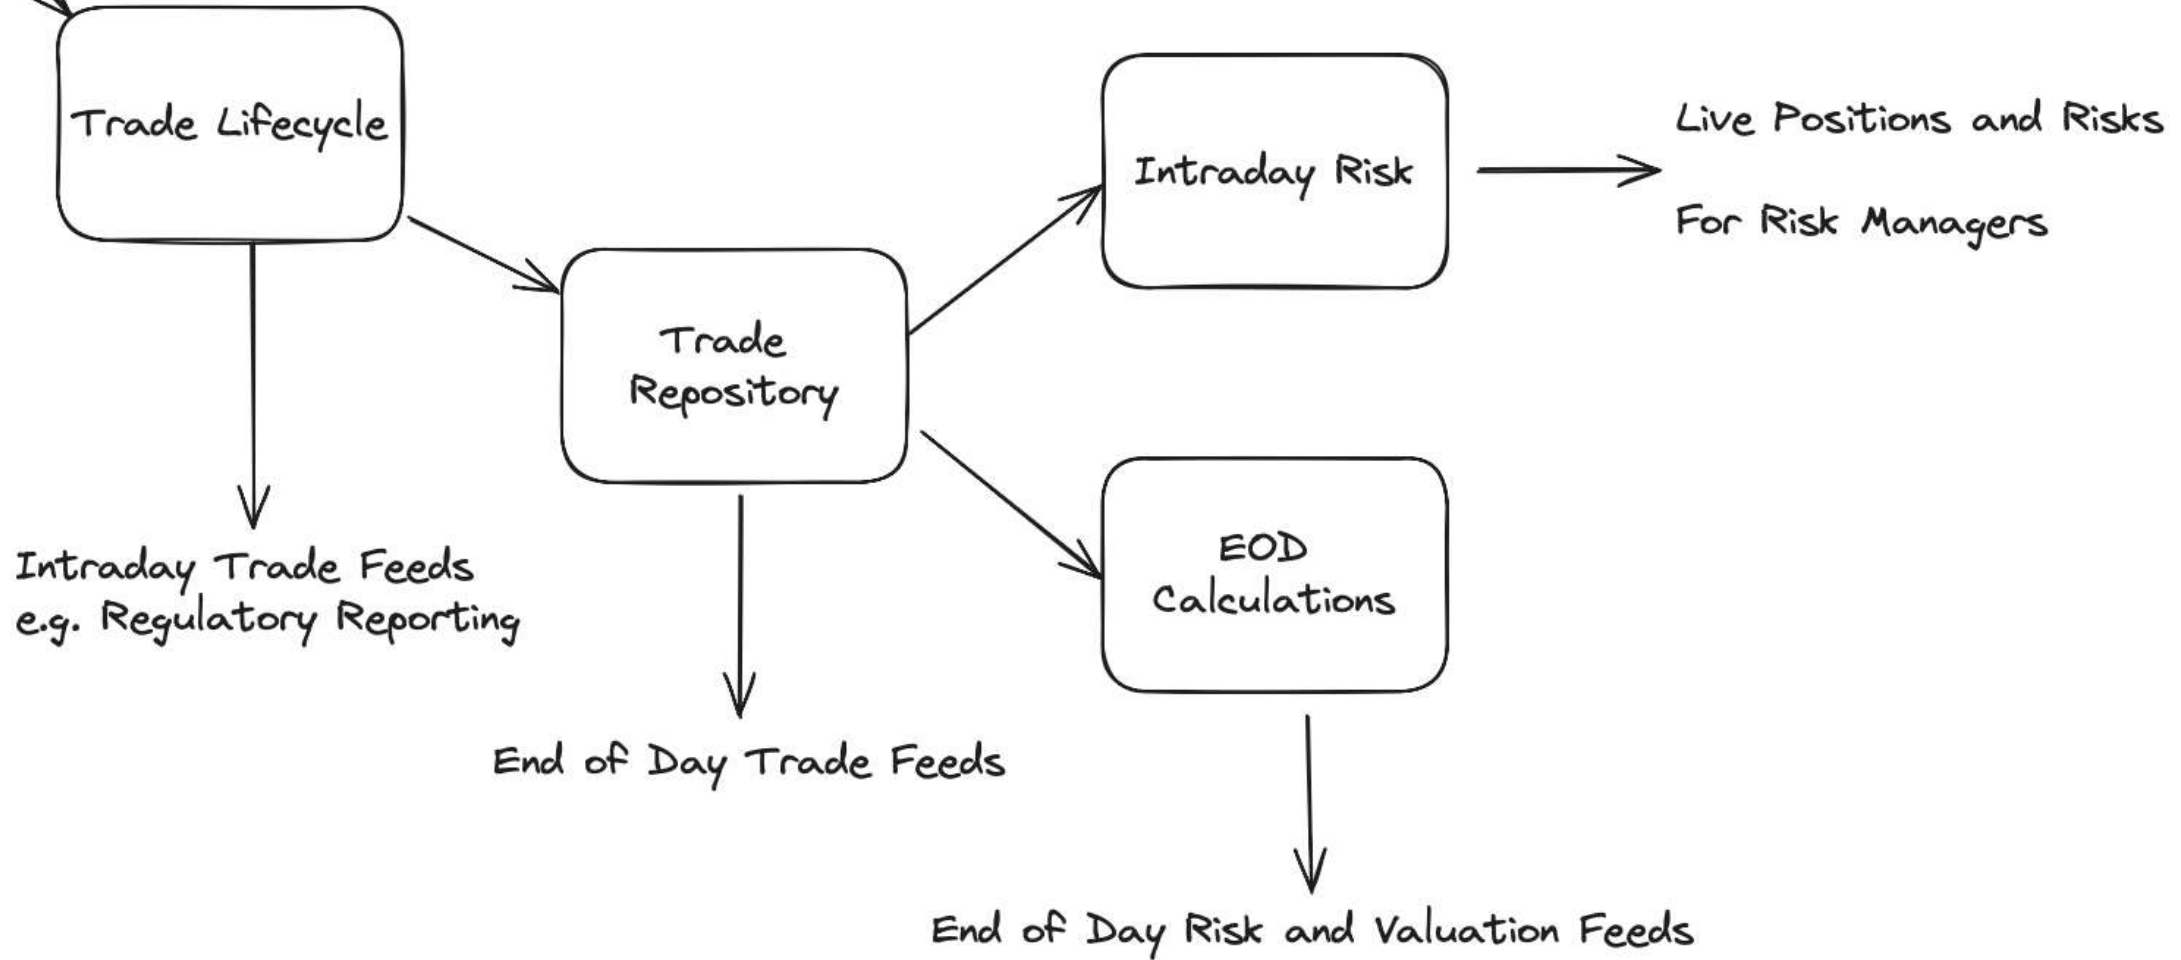 Trade Lifecycle
Intraday Trade Feeds
e.g. Regulatory Reporting
Trade
Repository
End of Day Trade Feeds
Intraday Risk
Live Positions and Risks
For Risk Managers
EOD
Calculations
End of Day Risk and Valuation Feeds